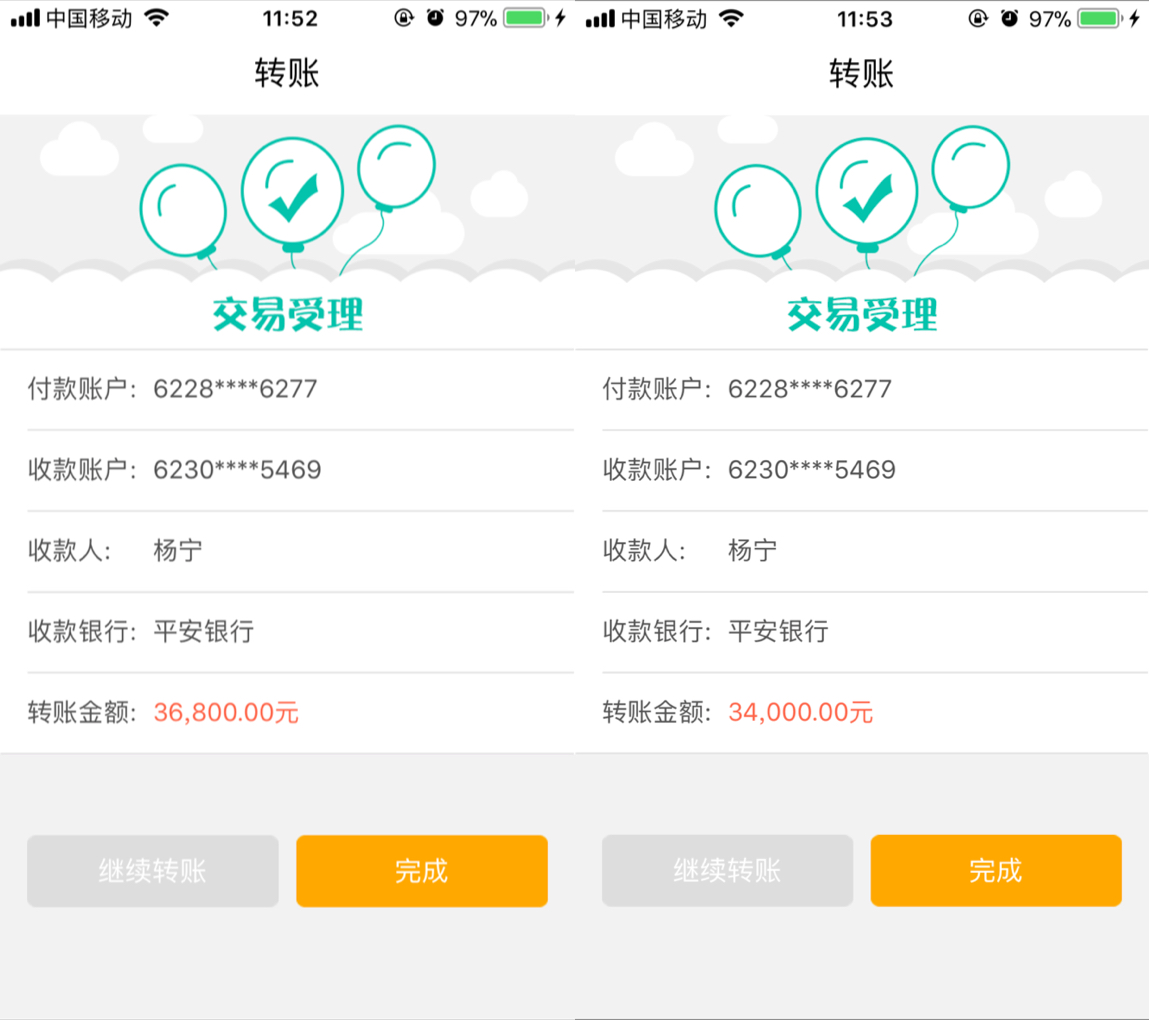 中国移动 11:52 97%
转账
交易受理
付款账户: 6228****6277
收款账户: 6230****5469
收款人: 杨宁
收款银行: 平安银行
转账金额: 36,800.00元
继续转账 完成
中国移动 11:53 97%
转账
交易受理
付款账户: 6228****6277
收款账户: 6230****5469
收款人: 杨宁
收款银行: 平安银行
转账金额: 34,000.00元
继续转账 完成